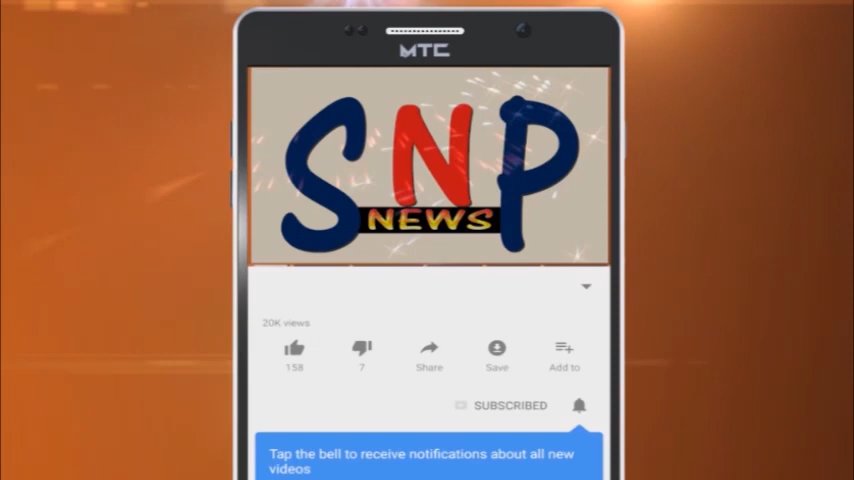 MTC
SNP
NEWS
20K views
158
7
Share
Save
Add to
SUBSCRIBED
Tap the bell to receive notifications about all new
videos